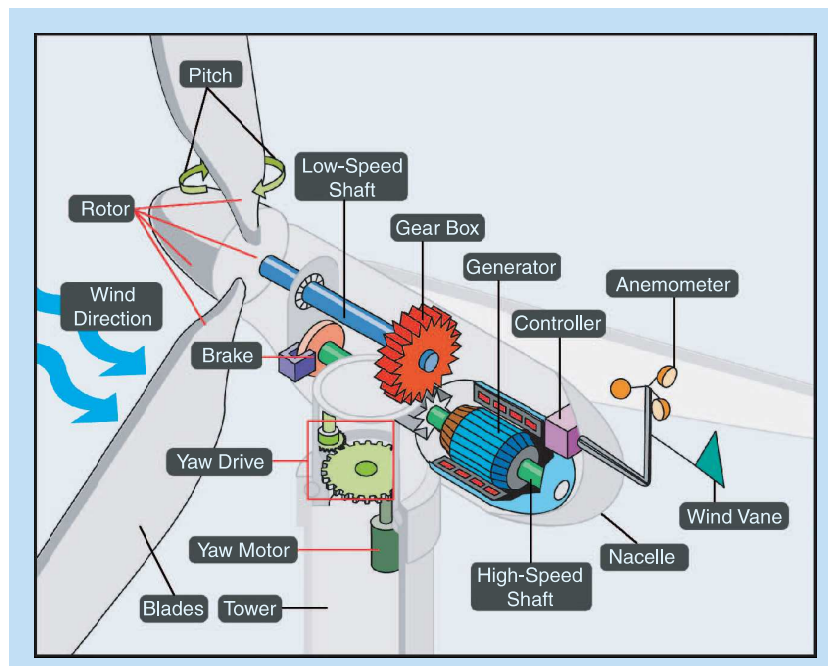 Pitch
Low-Speed
Shaft
Rotor
Gear Box
Generator
Anemometer
Wind
Direction
Controller
Brake
Yaw Drive
Wind Vane
Yaw Motor
Nacelle
High-Speed
Shaft
Blades
Tower